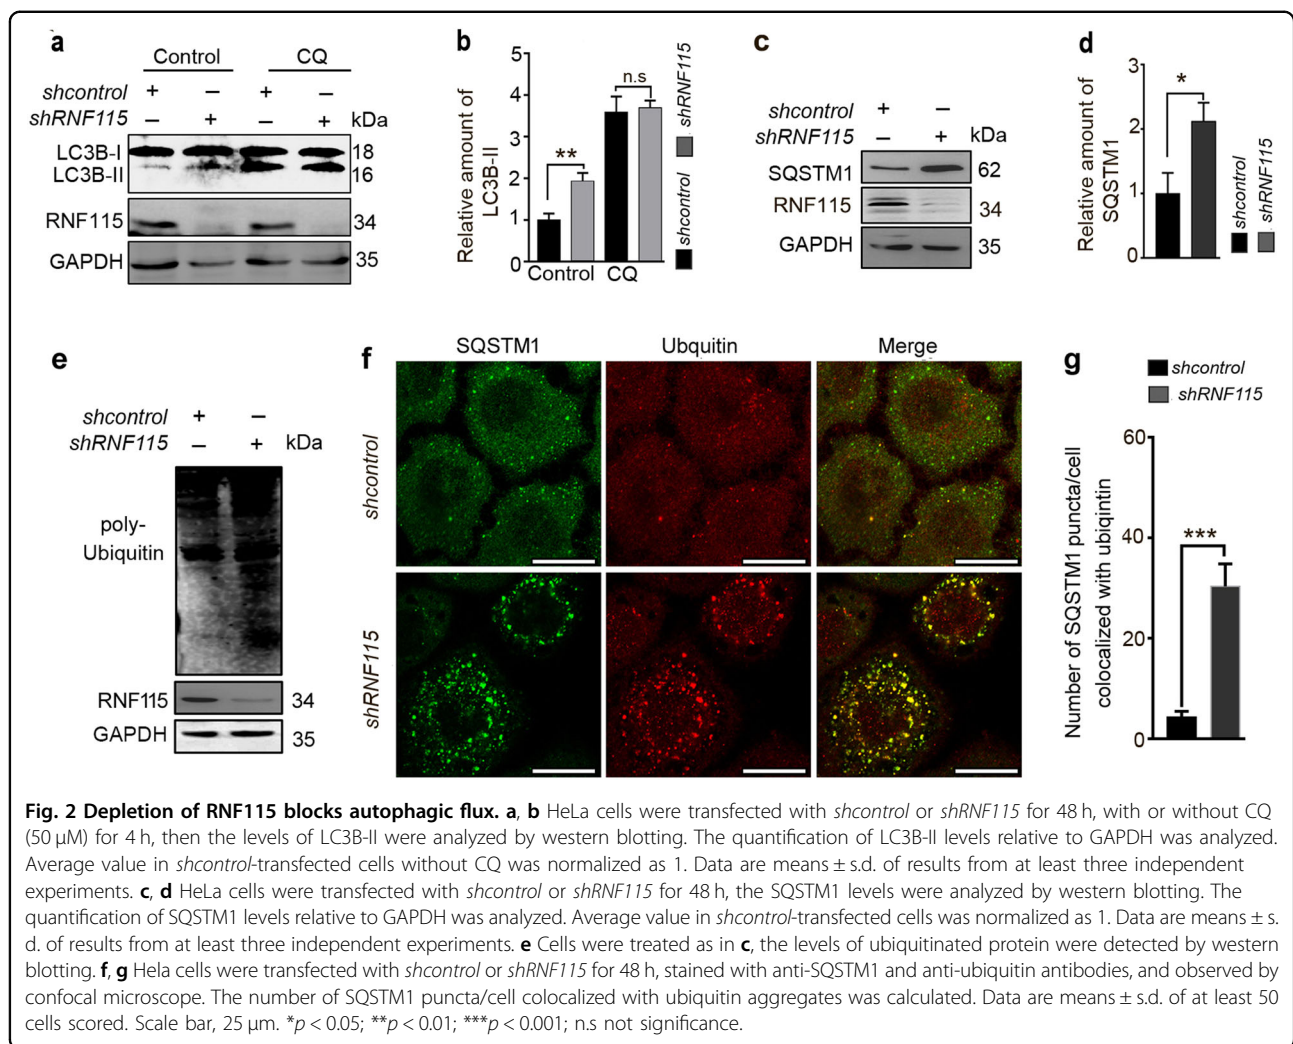 a
Control CQ
shcontrol + – + –
shRNF115 – + – + kDa
LC3B-I 18
LC3B-II 16
RNF115 34
GAPDH 35
b
Relative amount of
LC3B-II
5
4
3
2
1
0
**
n.s
Control CQ
shcontrol
shRNF115
c
shcontrol + –
shRNF115 – + kDa
SQSTM1 62
RNF115 34
GAPDH 35
d
Relative amount of
SQSTM1
3
2
1
0
*
shcontrol
shRNF115
e
shcontrol + –
shRNF115 – + kDa
poly-
Ubiquitin
RNF115 34
GAPDH 35
f
SQSTM1 Ubquitin Merge
shcontrol
shRNF115
g
shcontrol
shRNF115
Number of SQSTM1 puncta/cell
colocalized with ubiqintin
60
40
20
0
***
Fig. 2 Depletion of RNF115 blocks autophagic flux. a, b HeLa cells were transfected with shcontrol or shRNF115 for 48 h, with or without CQ
(50 µM) for 4 h, then the levels of LC3B-II were analyzed by western blotting. The quantification of LC3B-II levels relative to GAPDH was analyzed.
Average value in shcontrol-transfected cells without CQ was normalized as 1. Data are means ± s.d. of results from at least three independent
experiments. c, d HeLa cells were transfected with shcontrol or shRNF115 for 48 h, the SQSTM1 levels were analyzed by western blotting. The
quantification of SQSTM1 levels relative to GAPDH was analyzed. Average value in shcontrol-transfected cells was normalized as 1. Data are means ± s.
d. of results from at least three independent experiments. e Cells were treated as in c, the levels of ubiquitinated protein were detected by western
blotting. f, g Hela cells were transfected with shcontrol or shRNF115 for 48 h, stained with anti-SQSTM1 and anti-ubiquitin antibodies, and observed by
confocal microscope. The number of SQSTM1 puncta/cell colocalized with ubiquitin aggregates was calculated. Data are means ± s.d. of at least 50
cells scored. Scale bar, 25 µm. *p < 0.05; **p < 0.01; ***p < 0.001; n.s not significance.